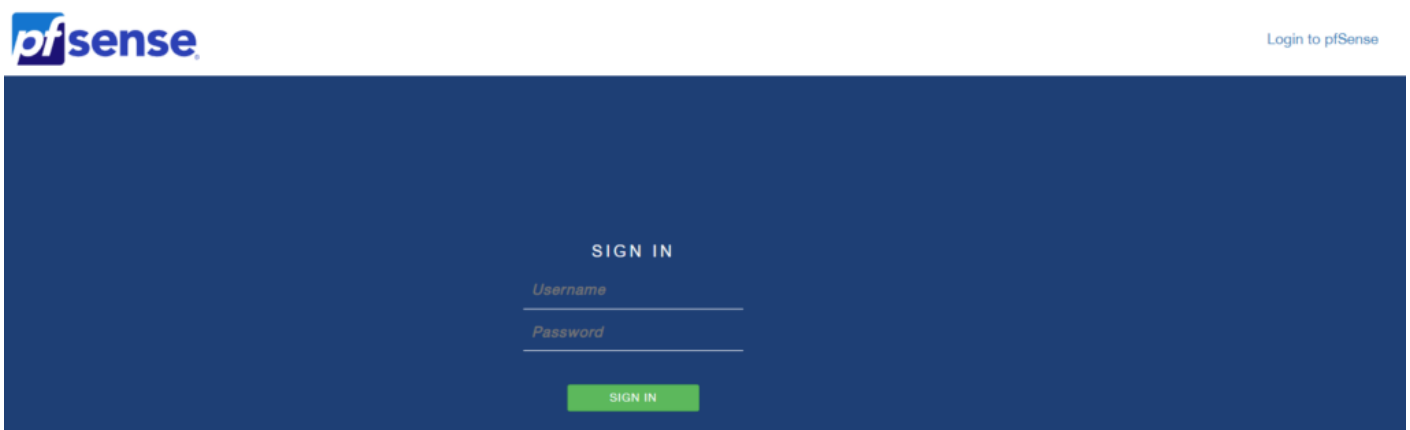 pfsense
Login to pfSense
SIGN IN
Username
Password
SIGN IN